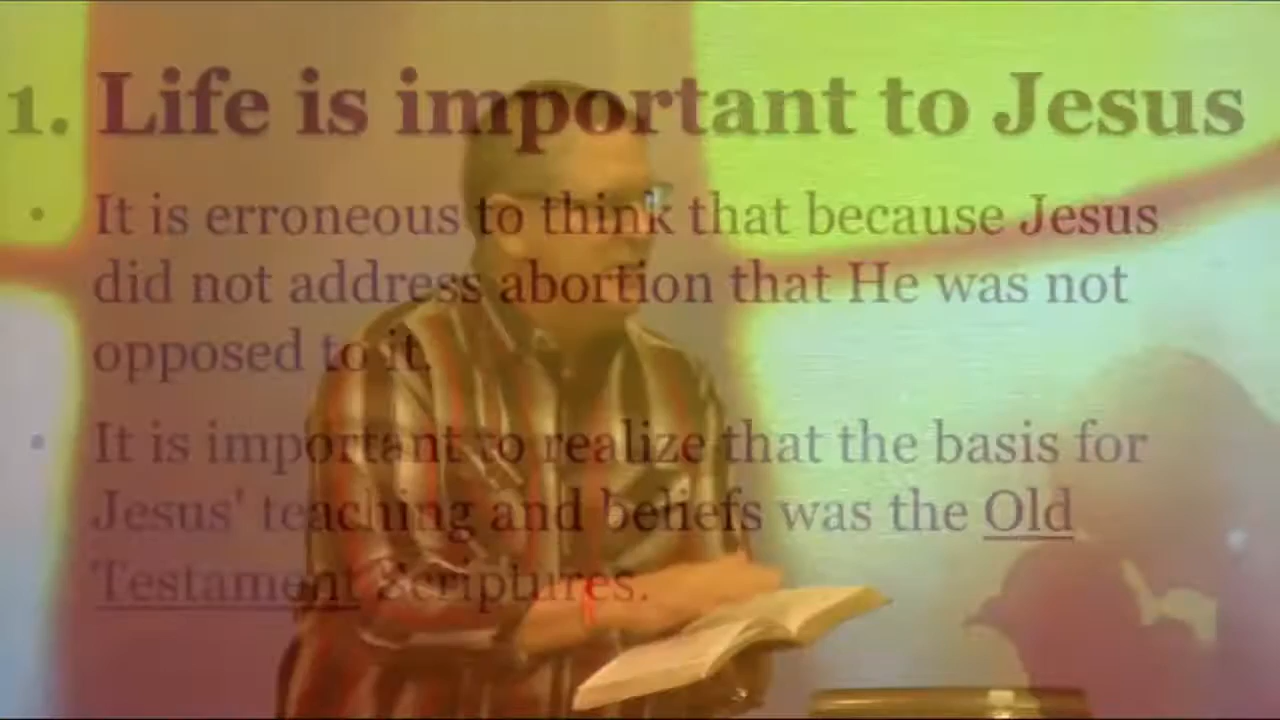 1. Life is important to Jesus
• It is erroneous to think that because Jesus
did not address abortion that He was not
opposed to it.
• It is important to realize that the basis for
Jesus' teaching and beliefs was the Old
Testament Scriptures.